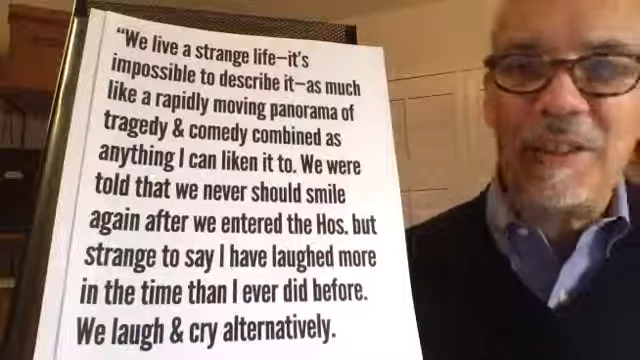 “We live a strange life—it’s
impossible to describe it—as much
like a rapidly moving panorama of
tragedy & comedy combined as
anything I can liken it to. We were
told that we never should smile
again after we entered the Hos. but
strange to say I have laughed more
in the time than I ever did before.
We laugh & cry alternatively.